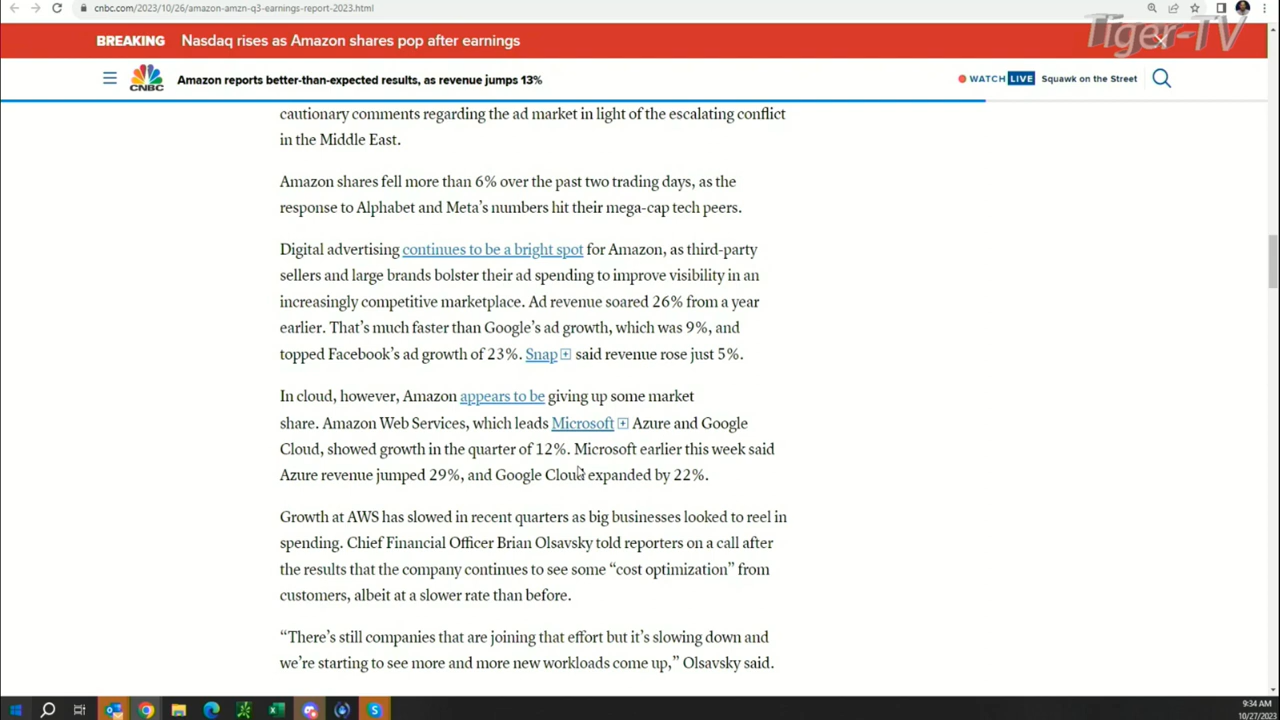 cnbc.com/2023/10/26/amazon-amzn-q3-earnings-report-2023.html
Tiger-TV
BREAKING Nasdaq rises as Amazon shares pop after earnings
CNBC
Amazon reports better-than-expected results, as revenue jumps 13%
WATCH LIVE Squawk on the Street
cautionary comments regarding the ad market in light of the escalating conflict
in the Middle East.
Amazon shares fell more than 6% over the past two trading days, as the
response to Alphabet and Meta’s numbers hit their mega-cap tech peers.
Digital advertising continues to be a bright spot for Amazon, as third-party
sellers and large brands bolster their ad spending to improve visibility in an
increasingly competitive marketplace. Ad revenue soared 26% from a year
earlier. That’s much faster than Google’s ad growth, which was 9%, and
topped Facebook’s ad growth of 23%. Snap said revenue rose just 5%.
In cloud, however, Amazon appears to be giving up some market
share. Amazon Web Services, which leads Microsoft Azure and Google
Cloud, showed growth in the quarter of 12%. Microsoft earlier this week said
Azure revenue jumped 29%, and Google Cloud expanded by 22%.
Growth at AWS has slowed in recent quarters as big businesses looked to reel in
spending. Chief Financial Officer Brian Olsavsky told reporters on a call after
the results that the company continues to see some “cost optimization” from
customers, albeit at a slower rate than before.
“There’s still companies that are joining that effort but it’s slowing down and
we’re starting to see more and more new workloads come up,” Olsavsky said.
9:34 AM
10/27/2023